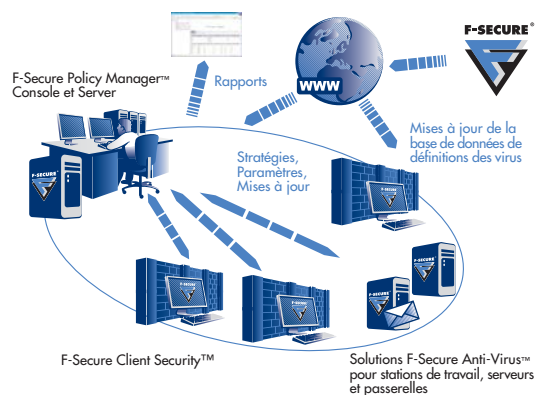 F-SECURE®
F-Secure Policy Manager™
Console et Server
Rapports
WWW
Mises à jour de la
base de données de
définitions des virus
Stratégies,
Paramètres,
Mises à jour
F-SECURE
F-SECURE
F-SECURE
F-SECURE
F-SECURE
F-SECURE
F-Secure Client Security™
Solutions F-Secure Anti-Virus™
pour stations de travail, serveurs
et passerelles